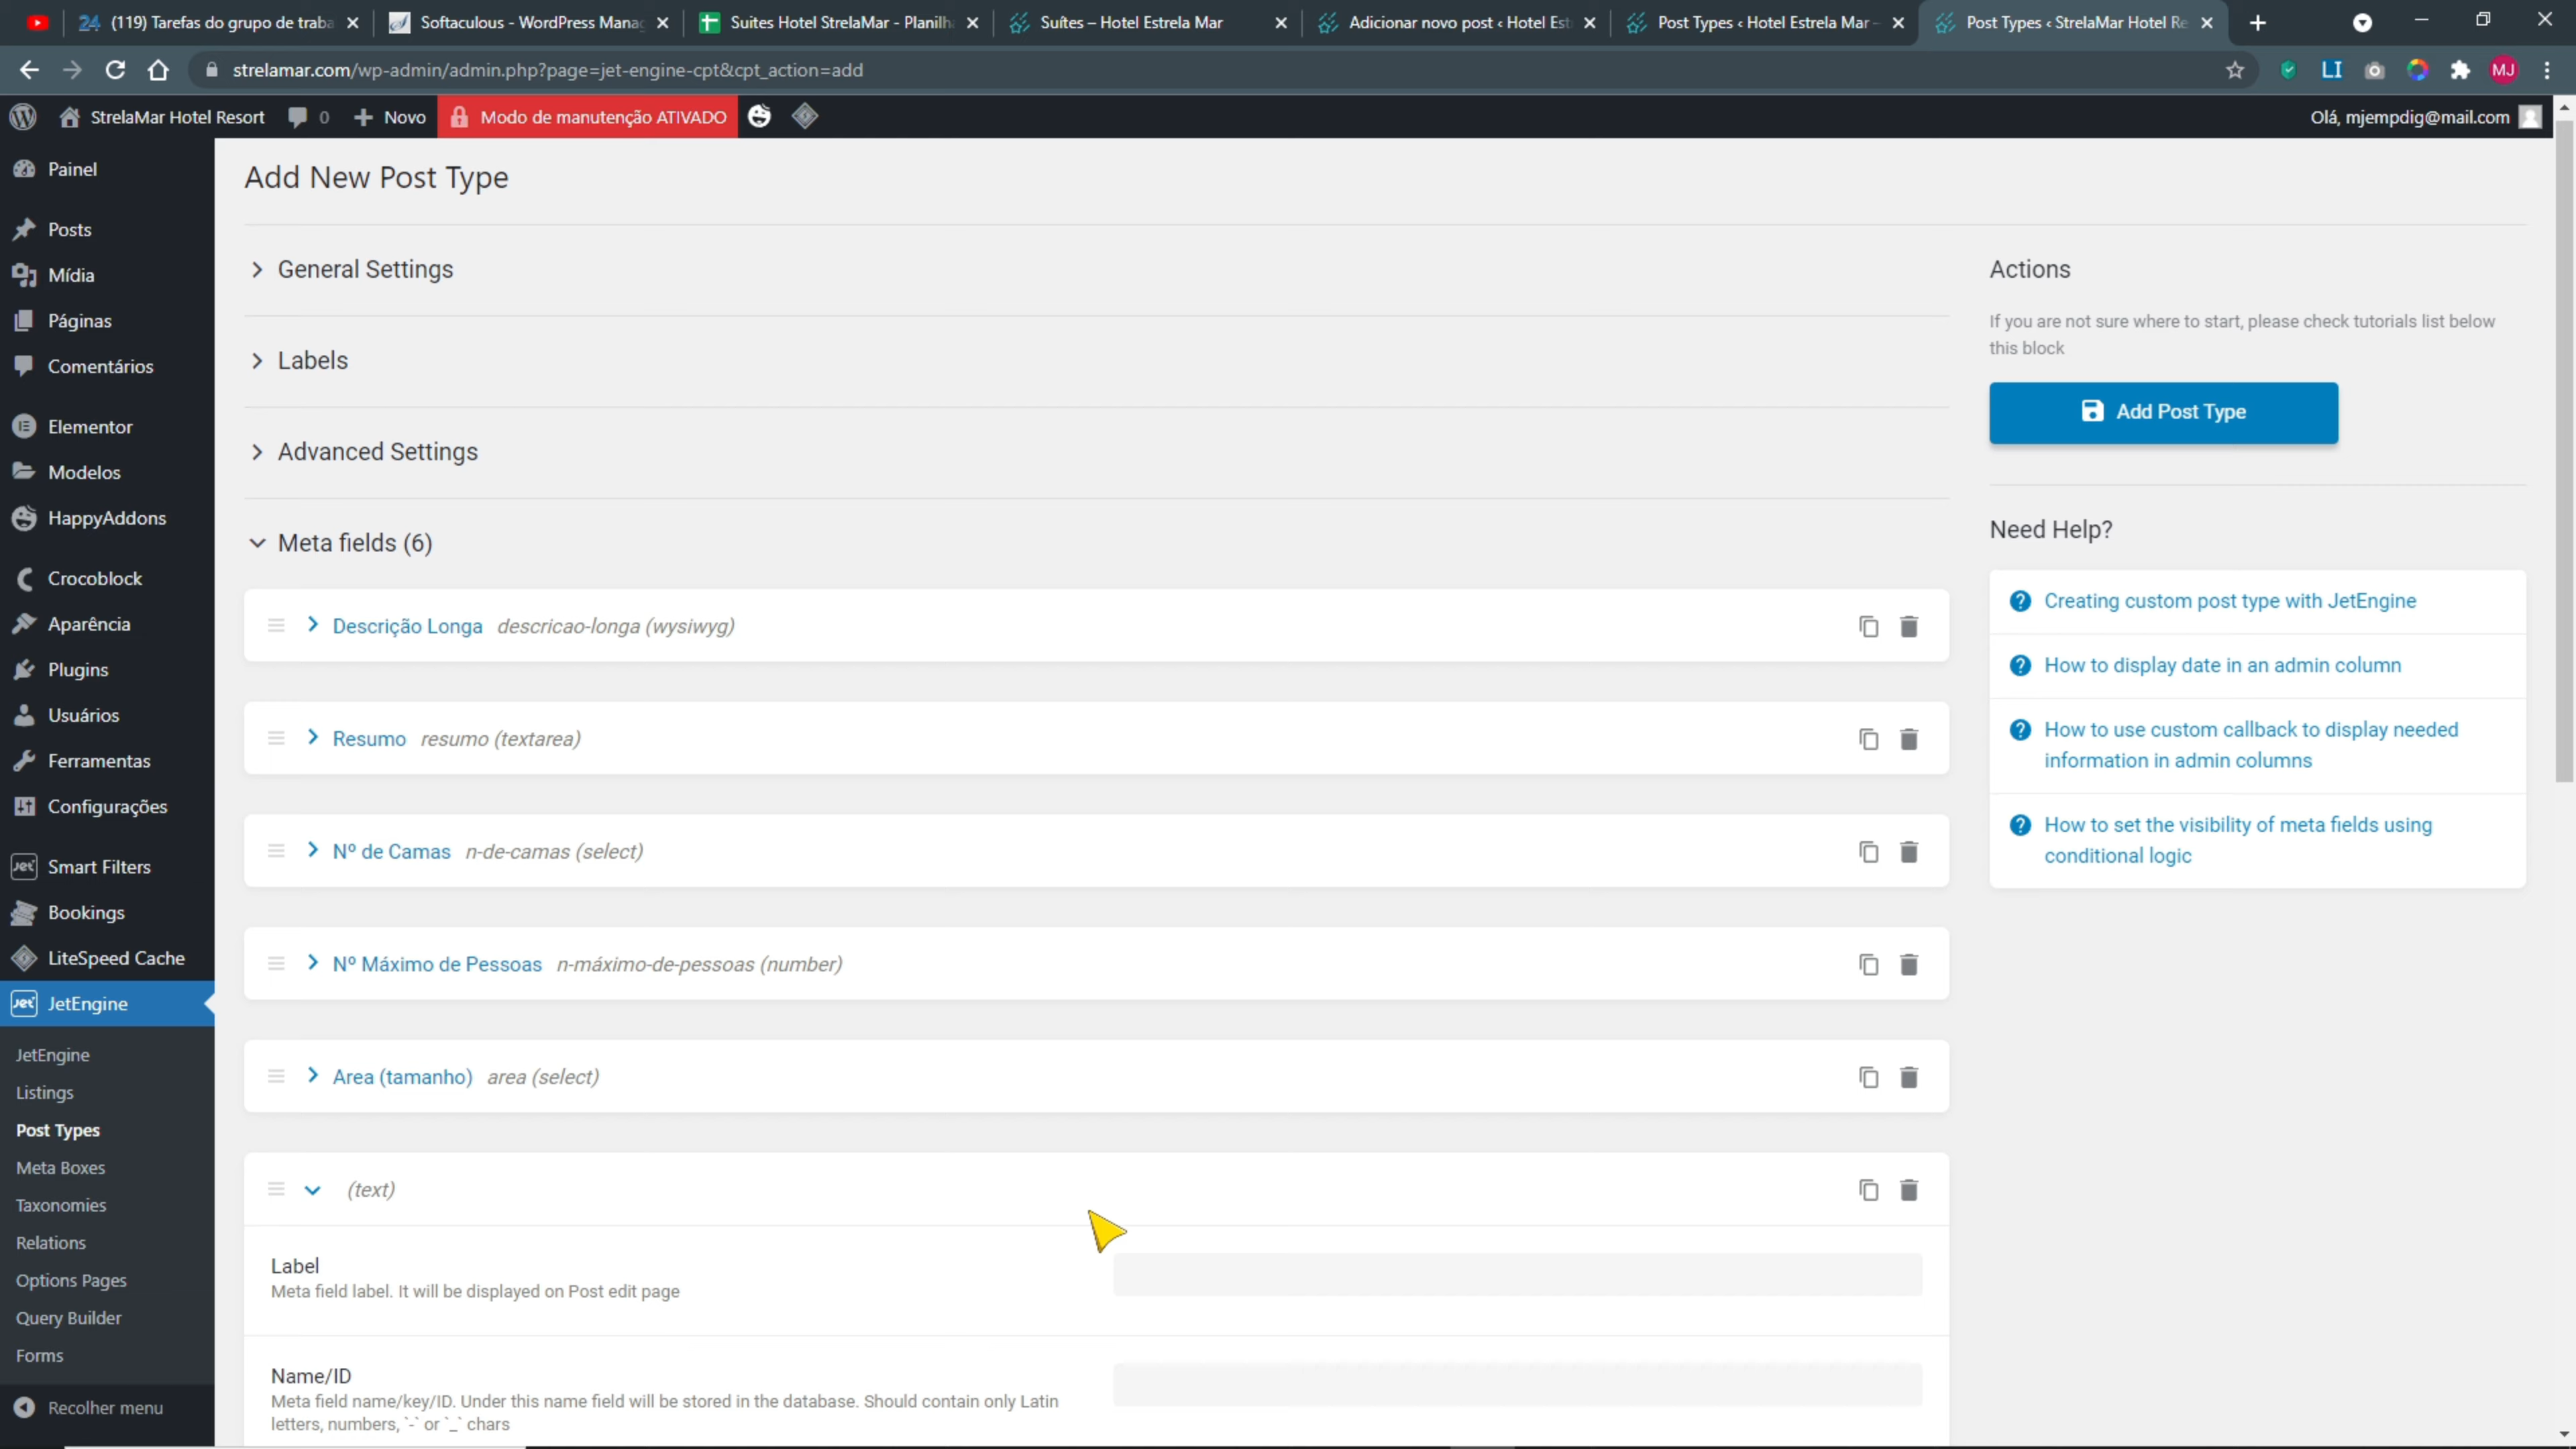 24 (119) Tarefas do grupo de traba
Softaculous - WordPress Manag
Suites Hotel StrelaMar - Planilh
Suítes – Hotel Estrela Mar
Adicionar novo post ‹ Hotel Est
Post Types ‹ Hotel Estrela Mar –
Post Types ‹ StrelaMar Hotel Re
strelamar.com/wp-admin/admin.php?page=jet-engine-cpt&cpt_action=add
LI
MJ
StrelaMar Hotel Resort
0
Novo
Modo de manutenção ATIVADO
Olá, mjempdig@mail.com
Painel
Posts
Mídia
Páginas
Comentários
Elementor
Modelos
HappyAddons
Crocoblock
Aparência
Plugins
Usuários
Ferramentas
Configurações
Jet Smart Filters
Bookings
LiteSpeed Cache
Jet JetEngine
JetEngine
Listings
Post Types
Meta Boxes
Taxonomies
Relations
Options Pages
Query Builder
Forms
Recolher menu
Add New Post Type
General Settings
Labels
Advanced Settings
Meta fields (6)
Descrição Longa descricao-longa (wysiwyg)
Resumo resumo (textarea)
Nº de Camas n-de-camas (select)
Nº Máximo de Pessoas n-máximo-de-pessoas (number)
Area (tamanho) area (select)
(text)
Label
Meta field label. It will be displayed on Post edit page
Name/ID
Meta field name/key/ID. Under this name field will be stored in the database. Should contain only Latin
letters, numbers, `-` or `_` chars
Actions
If you are not sure where to start, please check tutorials list below
this block
Add Post Type
Need Help?
Creating custom post type with JetEngine
How to display date in an admin column
How to use custom callback to display needed
information in admin columns
How to set the visibility of meta fields using
conditional logic